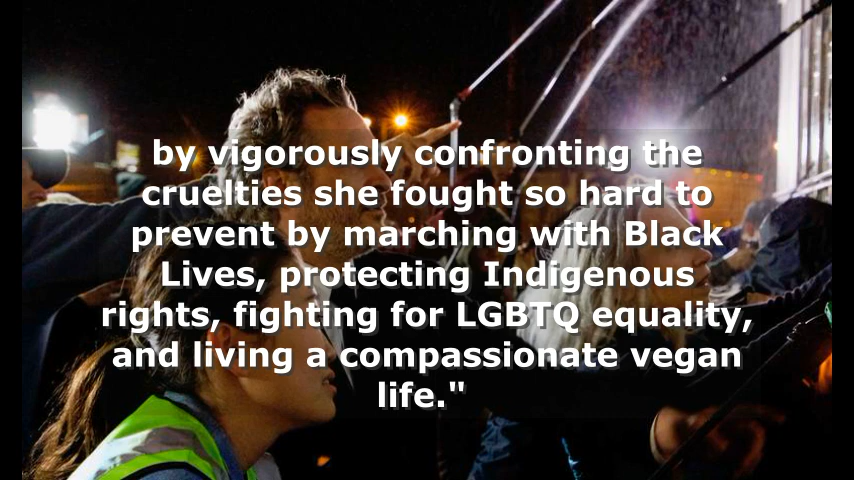 by vigorously confronting the
cruelties she fought so hard to
prevent by marching with Black
Lives, protecting Indigenous
rights, fighting for LGBTQ equality,
and living a compassionate vegan
life."